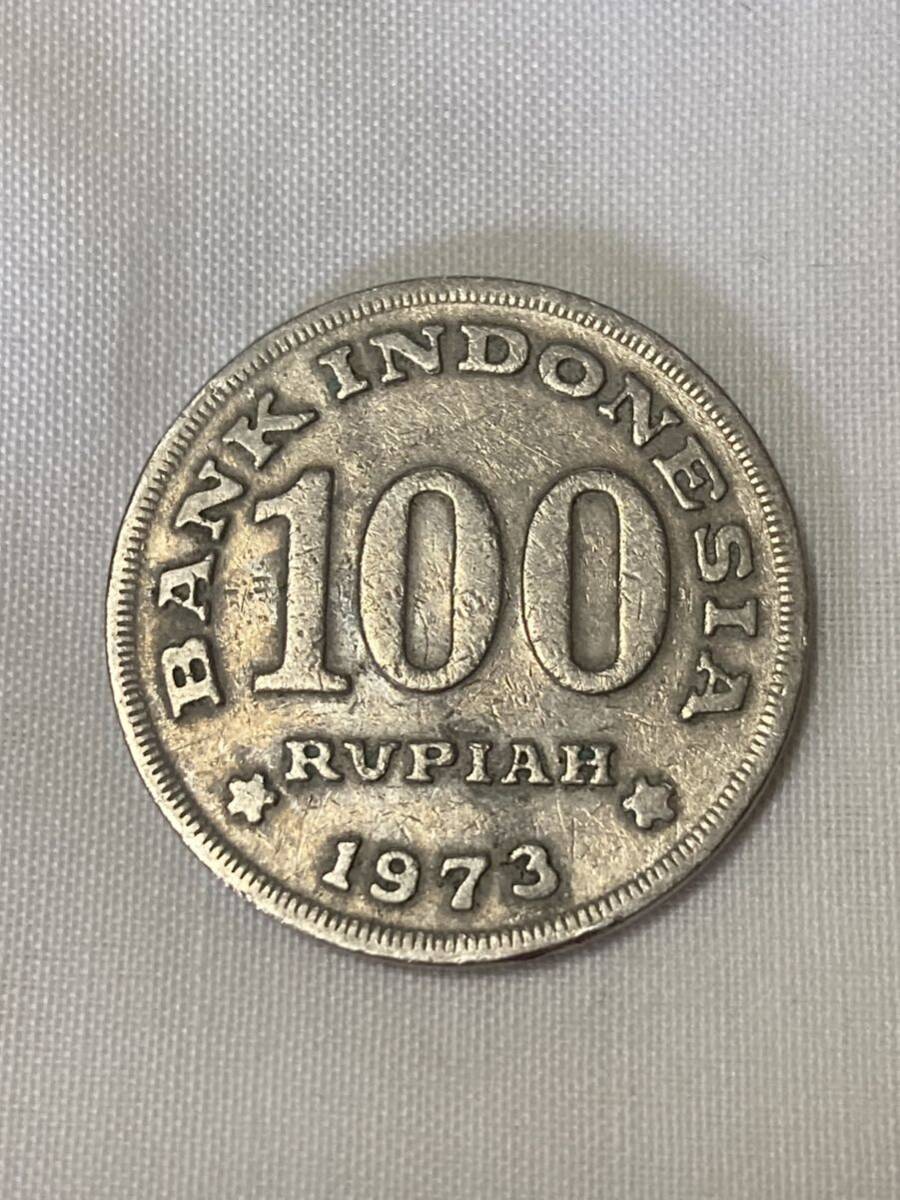 BANK INDONESIA
100
RUPIAH
1973